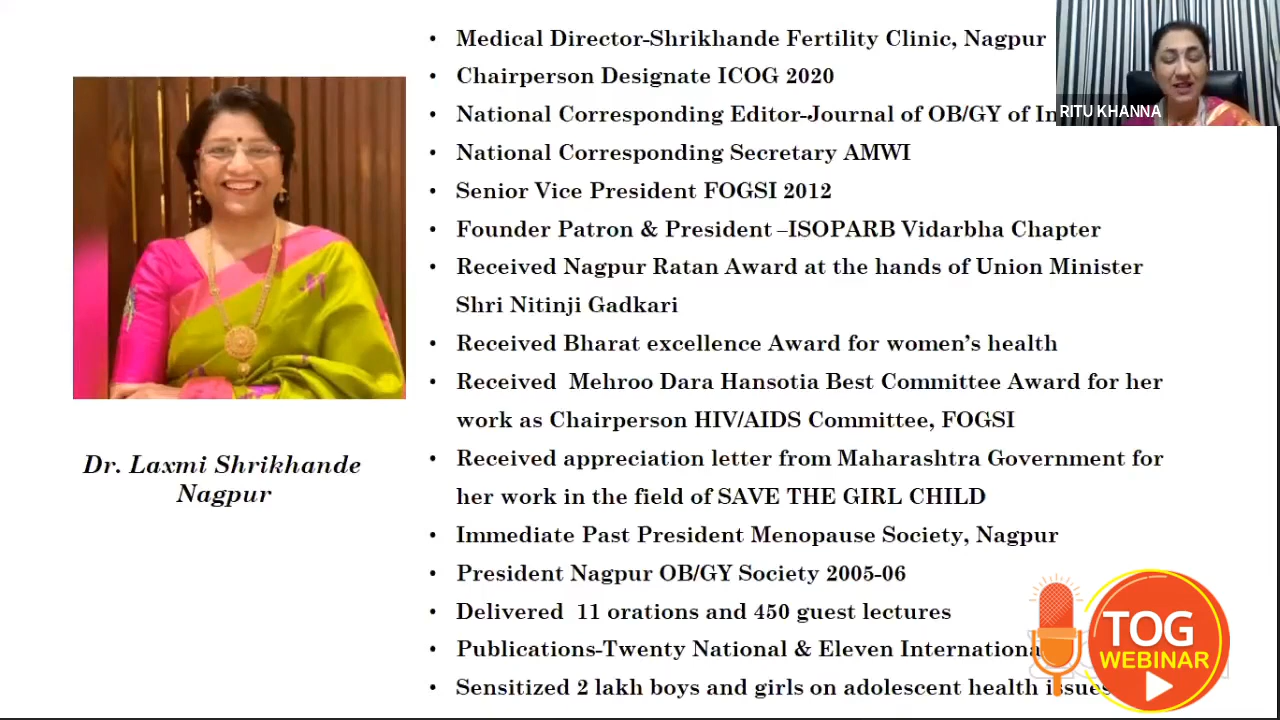 • Medical Director-Shrikhande Fertility Clinic, Nagpur
• Chairperson Designate ICOG 2020
• National Corresponding Editor-Journal of OB/GY of
• National Corresponding Secretary AMWI
• Senior Vice President FOGSI 2012
• Founder Patron & President –ISOPARB Vidarbha Chapter
• Received Nagpur Ratan Award at the hands of Union Minister
Shri Nitinji Gadkari
• Received Bharat excellence Award for women's health
• Received Mehroo Dara Hansotia Best Committee Award for her
work as Chairperson HIV/AIDS Committee, FOGSI
• Received appreciation letter from Maharashtra Government for
her work in the field of SAVE THE GIRL CHILD
• Immediate Past President Menopause Society, Nagpur
• President Nagpur OB/GY Society 2005-06
• Delivered 11 orations and 450 guest lectures
• Publications-Twenty National & Eleven International
• Sensitized 2 lakh boys and girls on adolescent health issues
Dr. Laxmi Shrikhande
Nagpur
RITU KHANNA
TOG
WEBINAR